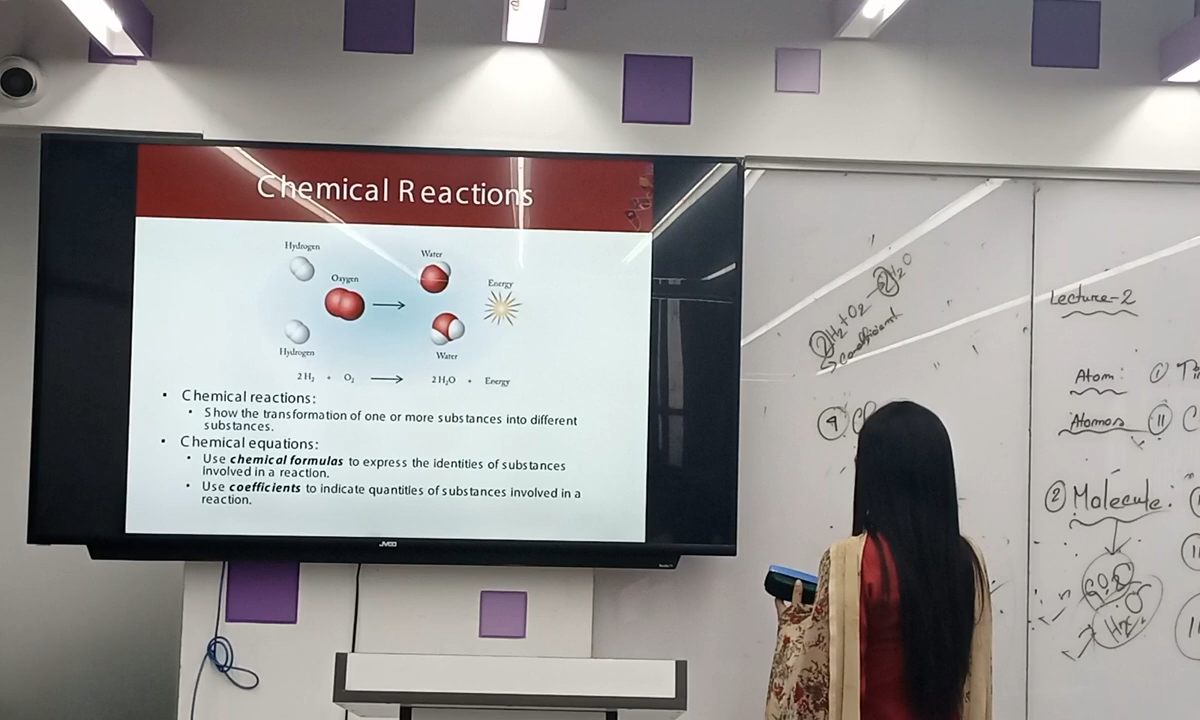 Chemical Reactions
Hydrogen
Water
Oxygen
Energy
Hydrogen
Water
2 H₂ + O₂ ⟶ 2 H₂O + Energy
• Chemical reactions:
• Show the transformation of one or more substances into different
substances.
• Chemical equations:
• Use chemical formulas to express the identities of substances
involved in a reaction.
• Use coefficients to indicate quantities of substances involved in a
reaction.
2H₂+O₂→2H₂O
coefficient
④
Lecture-2
Atom: ①
Atomos ⑪ C
② Molecule: